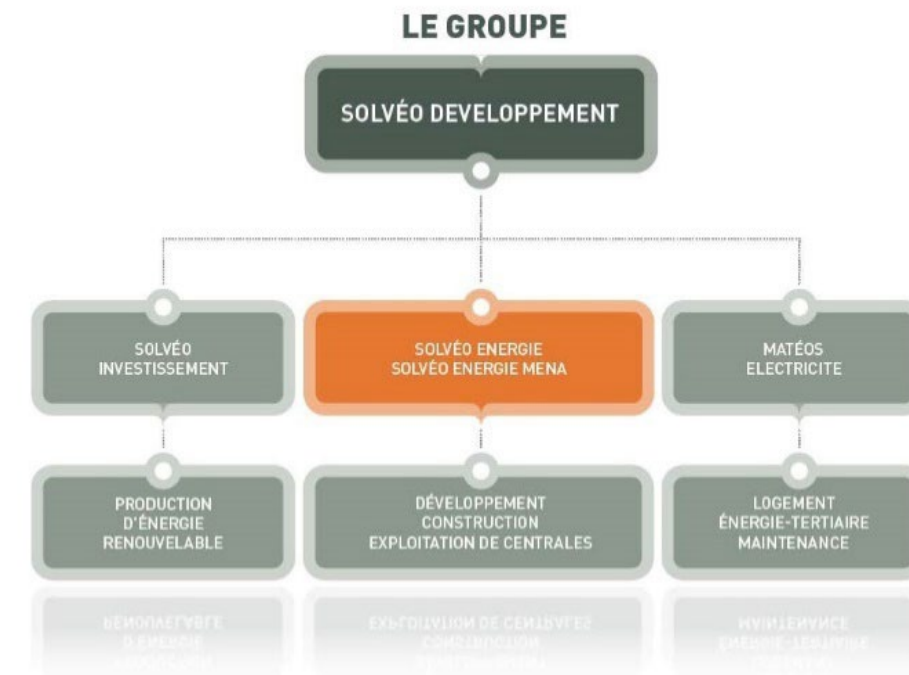 LE GROUPE
SOLVÉO DEVELOPPEMENT
SOLVÉO
INVESTISSEMENT
SOLVÉO ENERGIE
SOLVÉO ENERGIE MENA
MATÉOS
ELECTRICITE
PRODUCTION
D'ÉNERGIE
RENOUVELABLE
DÉVELOPPEMENT
CONSTRUCTION
EXPLOITATION DE CENTRALES
LOGEMENT
ÉNERGIE-TERTIAIRE
MAINTENANCE